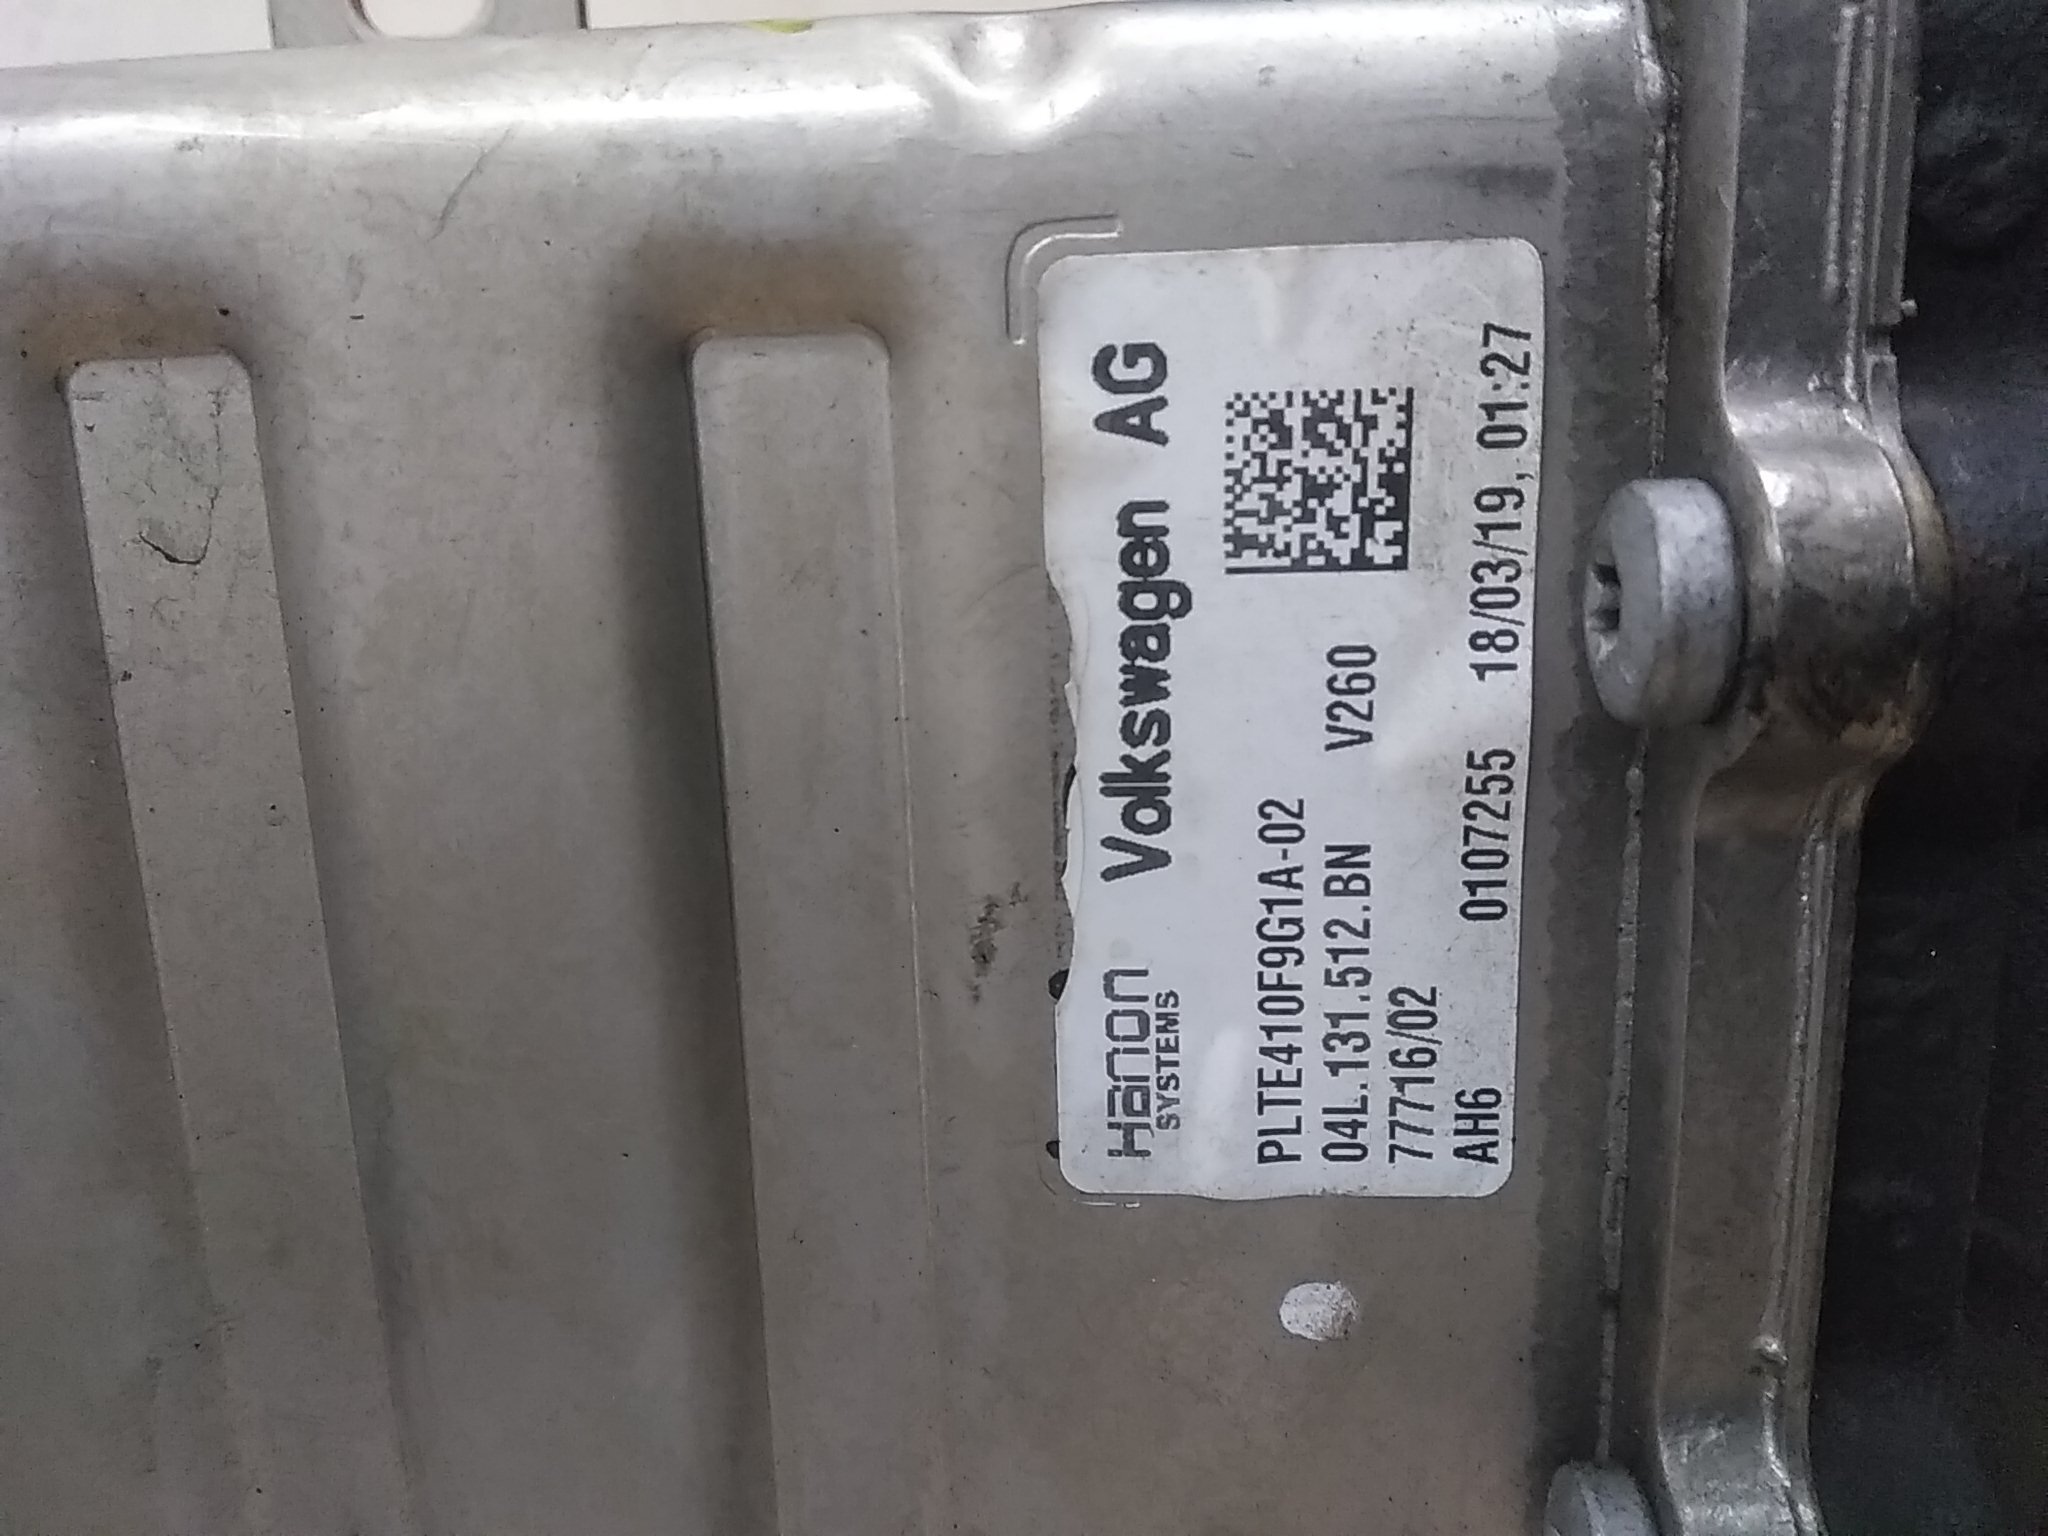 Hanon
SYSTEMS
Volkswagen AG
PLTE410F9G1A-02
04L.131.512.BN V260
77716/02
AH6 0107255 18/03/19, 01:27